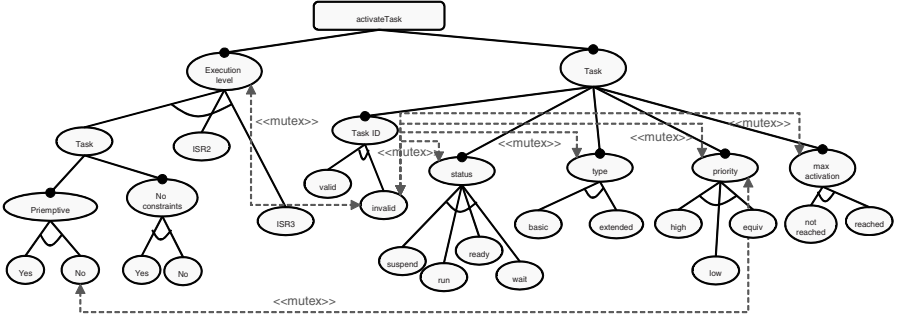 activateTask
Execution
level
Task
<<mutex>>
<<mutex>>
Task ID
<<mutex>>
<<mutex>>
<<mutex>>
Task
ISR2
status
type
priority
max
activation
valid
invalid
Priemptive
No
constraints
ISR3
basic
extended
high
equiv
not
reached
reached
suspend
ready
run
wait
low
Yes
No
Yes
No
<<mutex>>